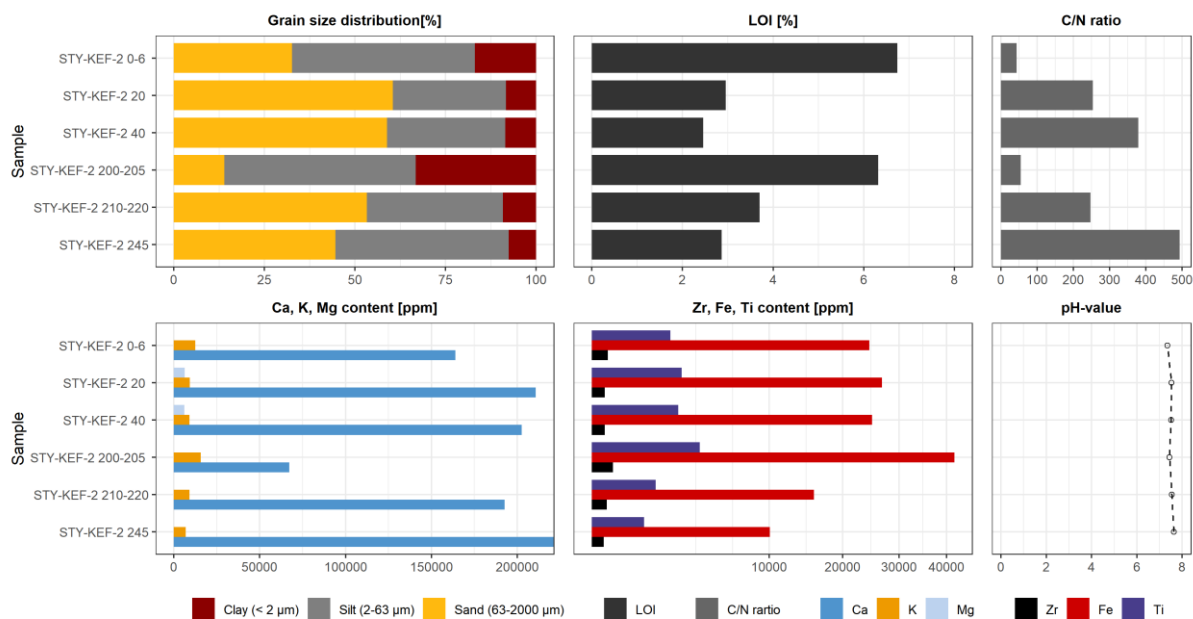 Grain size distribution[%]
LOI [%]
C/N ratio
Sample
STY-KEF-2 0-6
STY-KEF-2 20
STY-KEF-2 40
STY-KEF-2 200-205
STY-KEF-2 210-220
STY-KEF-2 245
0 25 50 75 100
0 2 4 6 8
0 100 200 300 400 500
Ca, K, Mg content [ppm]
Zr, Fe, Ti content [ppm]
pH-value
Sample
STY-KEF-2 0-6
STY-KEF-2 20
STY-KEF-2 40
STY-KEF-2 200-205
STY-KEF-2 210-220
STY-KEF-2 245
0 50000 100000 150000 200000
10000 20000 30000 40000
0 2 4 6 8
Clay (< 2 µm) Silt (2-63 µm) Sand (63-2000 µm) LOI C/N rartio Ca K Mg Zr Fe Ti